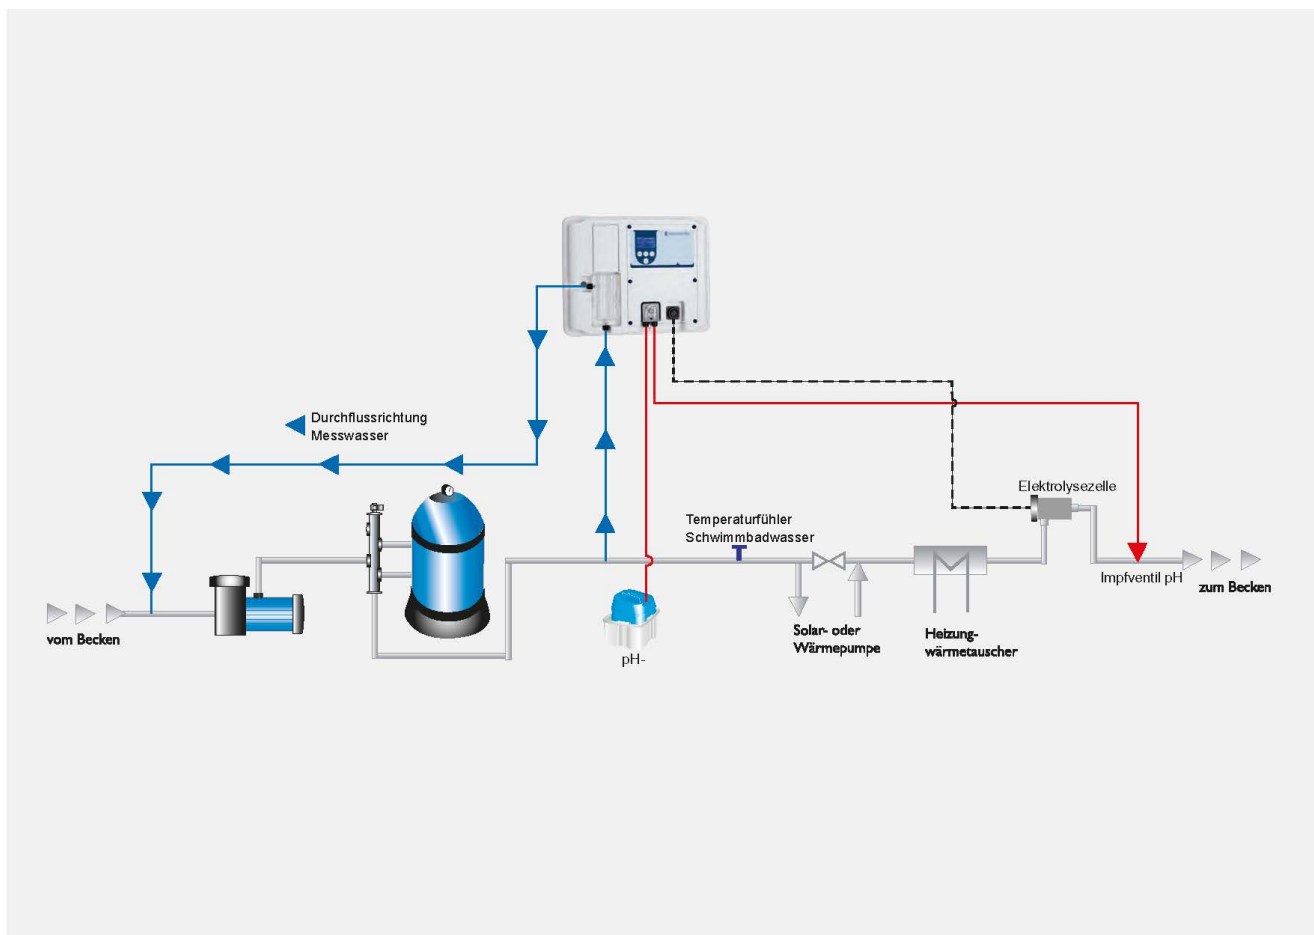 Durchflussrichtung
Messwasser
Elektrolysezelle
Temperaturfühler
Schwimmbadwasser
Impfventil pH
zum Becken
vom Becken
Solar- oder
Wärmepumpe
Heizung-
wärmetauscher
pH-